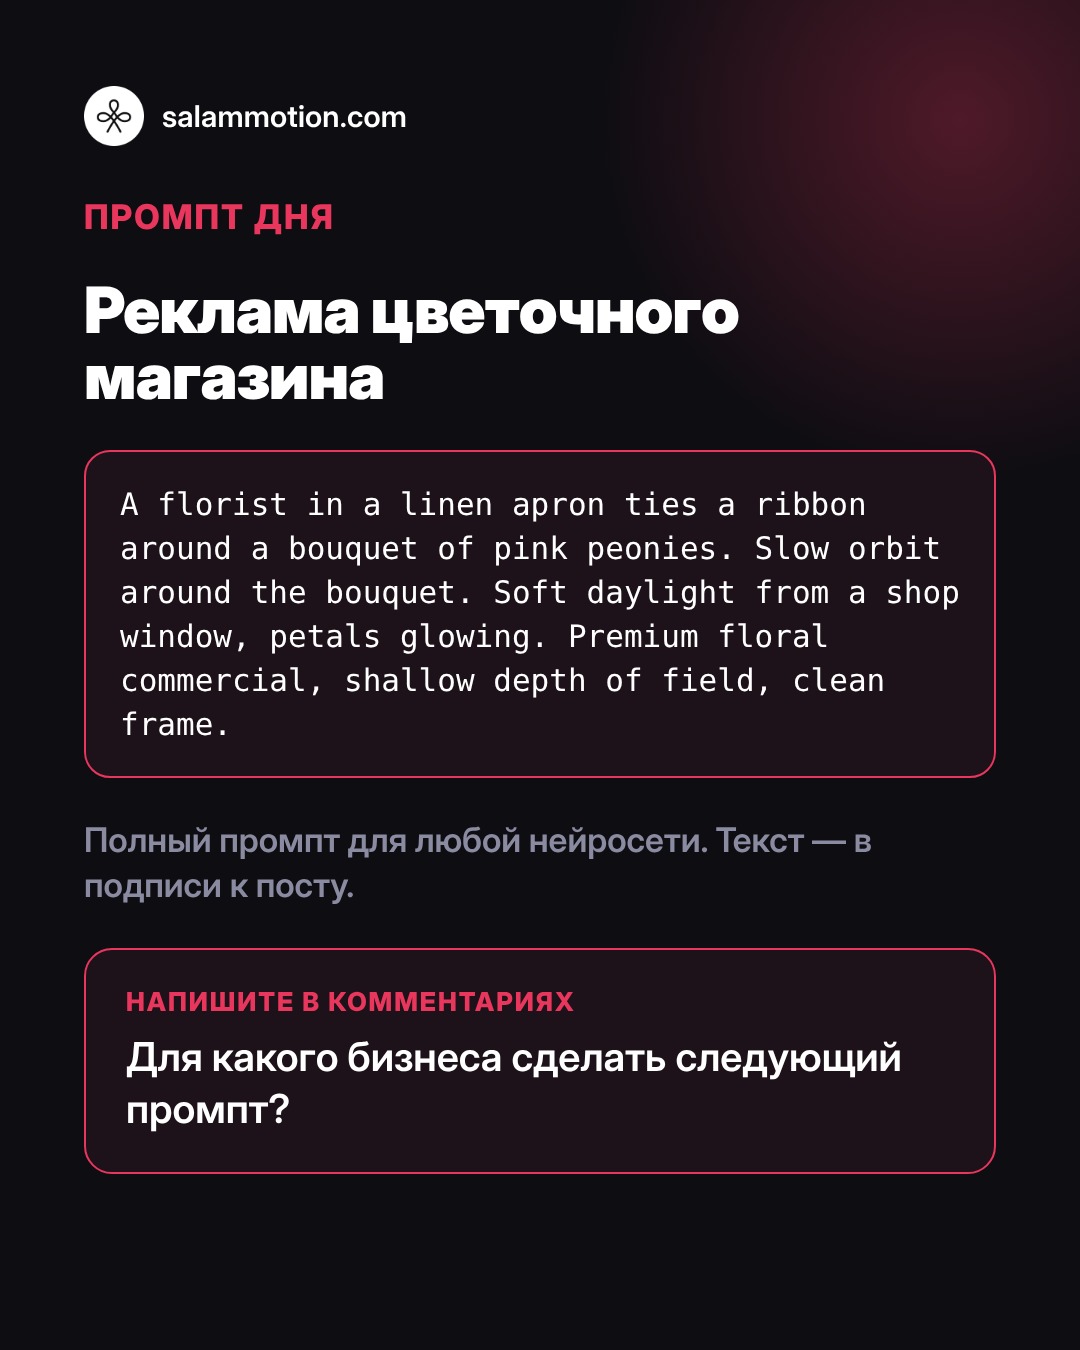 salammotion.com
ПРОМПТ ДНЯ
Реклама цветочного
магазина
A florist in a linen apron ties a ribbon
around a bouquet of pink peonies. Slow orbit
around the bouquet. Soft daylight from a shop
window, petals glowing. Premium floral
commercial, shallow depth of field, clean
frame.
Полный промпт для любой нейросети. Текст — в
подписи к посту.
НАПИШИТЕ В КОММЕНТАРИЯХ
Для какого бизнеса сделать следующий
промпт?